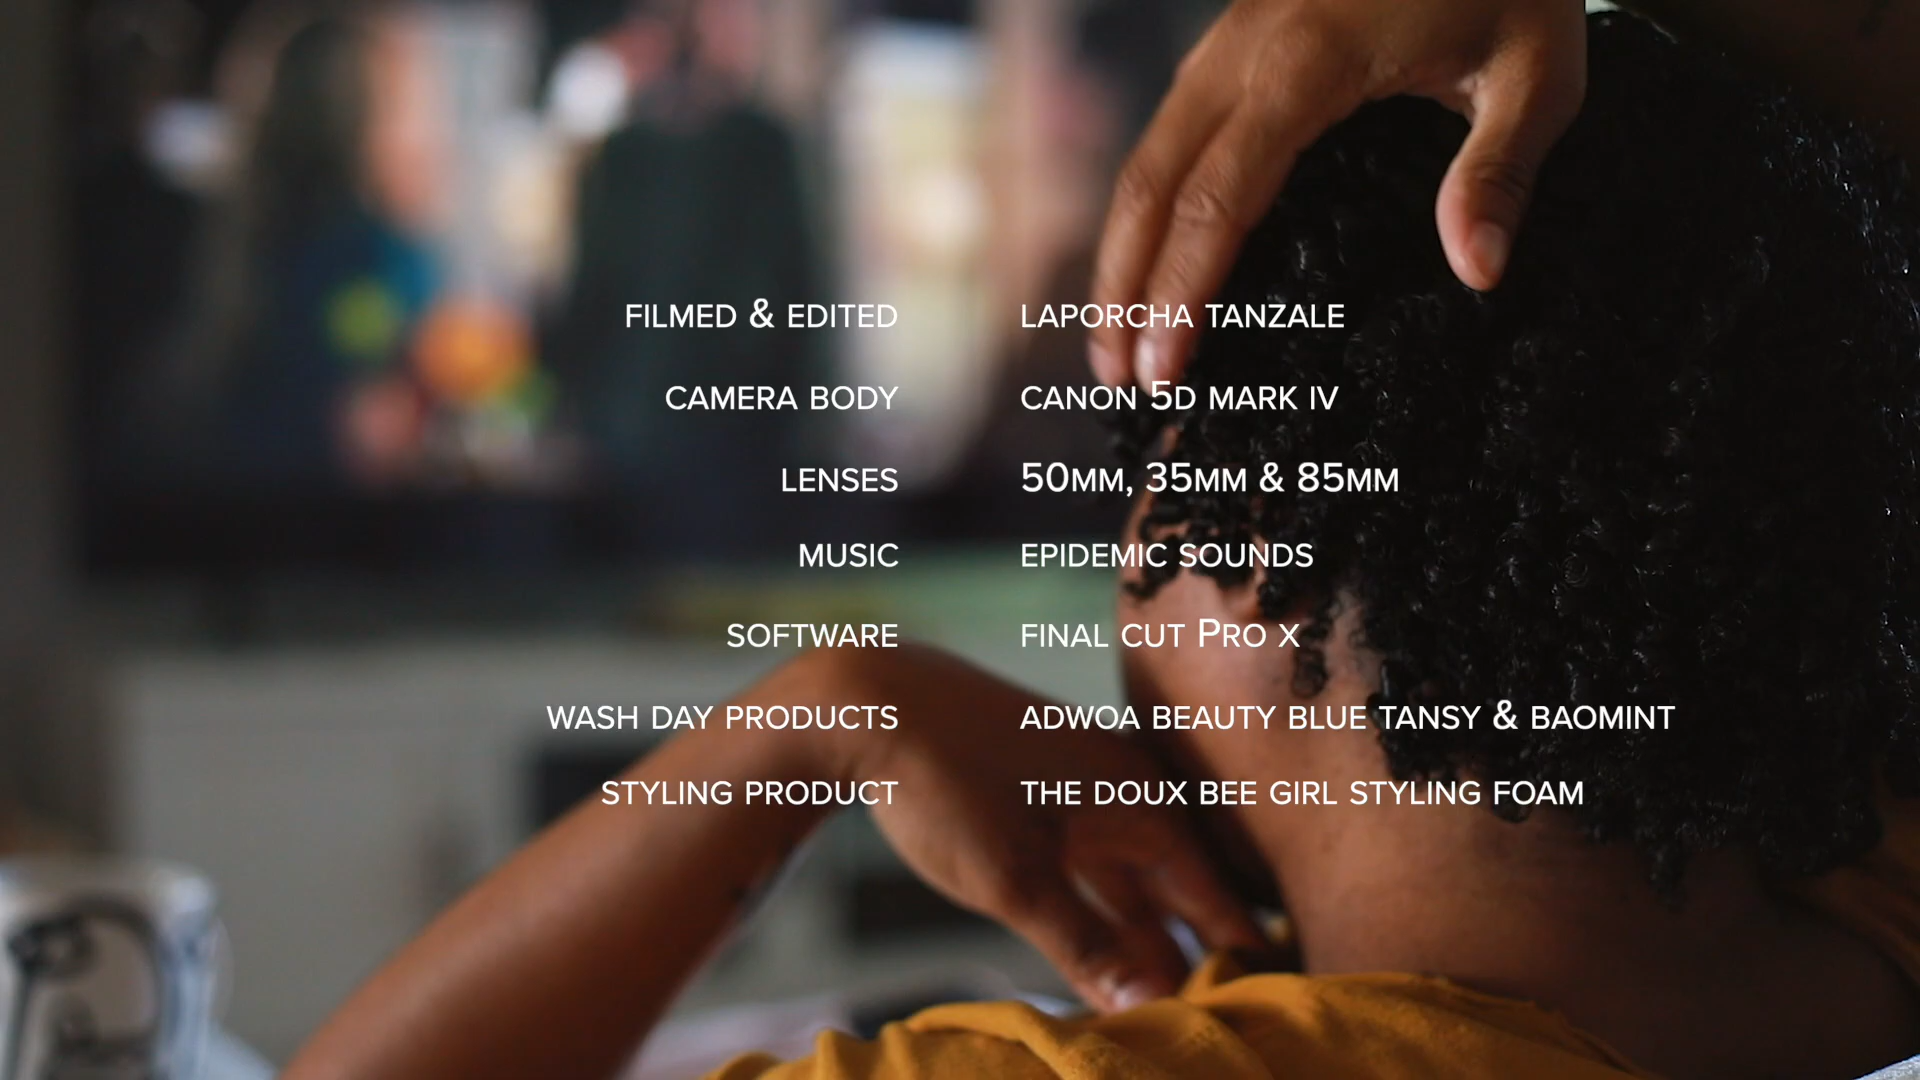 FILMED & EDITED LAPORCHA TANZALE
CAMERA BODY CANON 5D MARK IV
LENSES 50MM, 35MM & 85MM
MUSIC EPIDEMIC SOUNDS
SOFTWARE FINAL CUT PRO X
WASH DAY PRODUCTS ADWOA BEAUTY BLUE TANSY & BAOMINT
STYLING PRODUCT THE DOUX BEE GIRL STYLING FOAM